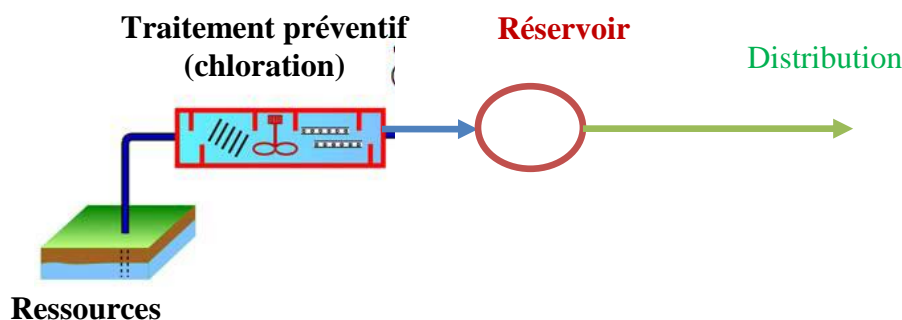 Traitement préventif
(chloration)
Réservoir
Distribution
Ressources